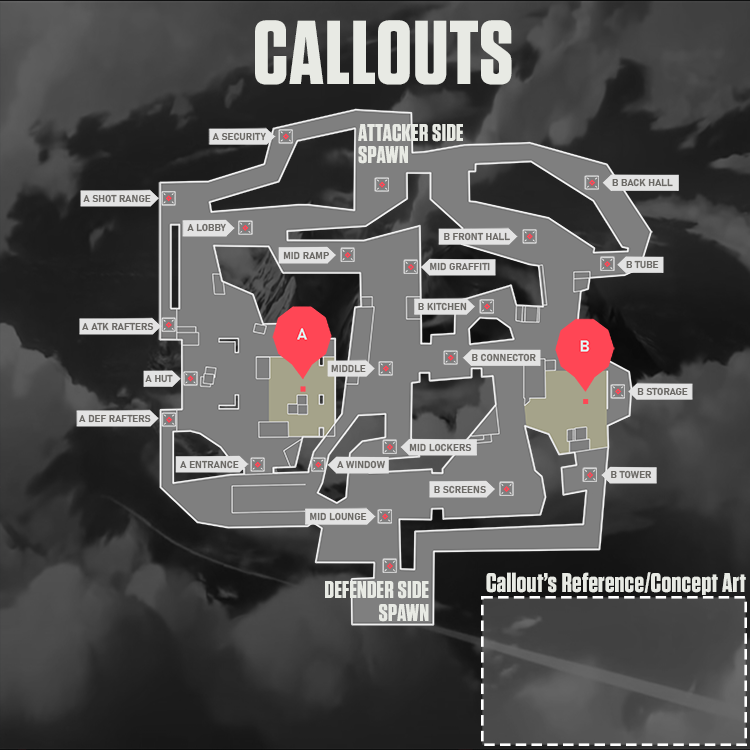 CALLOUTS
A SECURITY
ATTACKER SIDE
SPAWN
B BACK HALL
A SHOT RANGE
A LOBBY
B FRONT HALL
MID RAMP
MID GRAFFITI
B TUBE
B KITCHEN
A ATK RAFTERS
A
B
B CONNECTOR
MIDDLE
A HUT
B STORAGE
A DEF RAFTERS
MID LOCKERS
A ENTRANCE
A WINDOW
B TOWER
B SCREENS
MID LOUNGE
DEFENDER SIDE
SPAWN
Callout's Reference/Concept Art